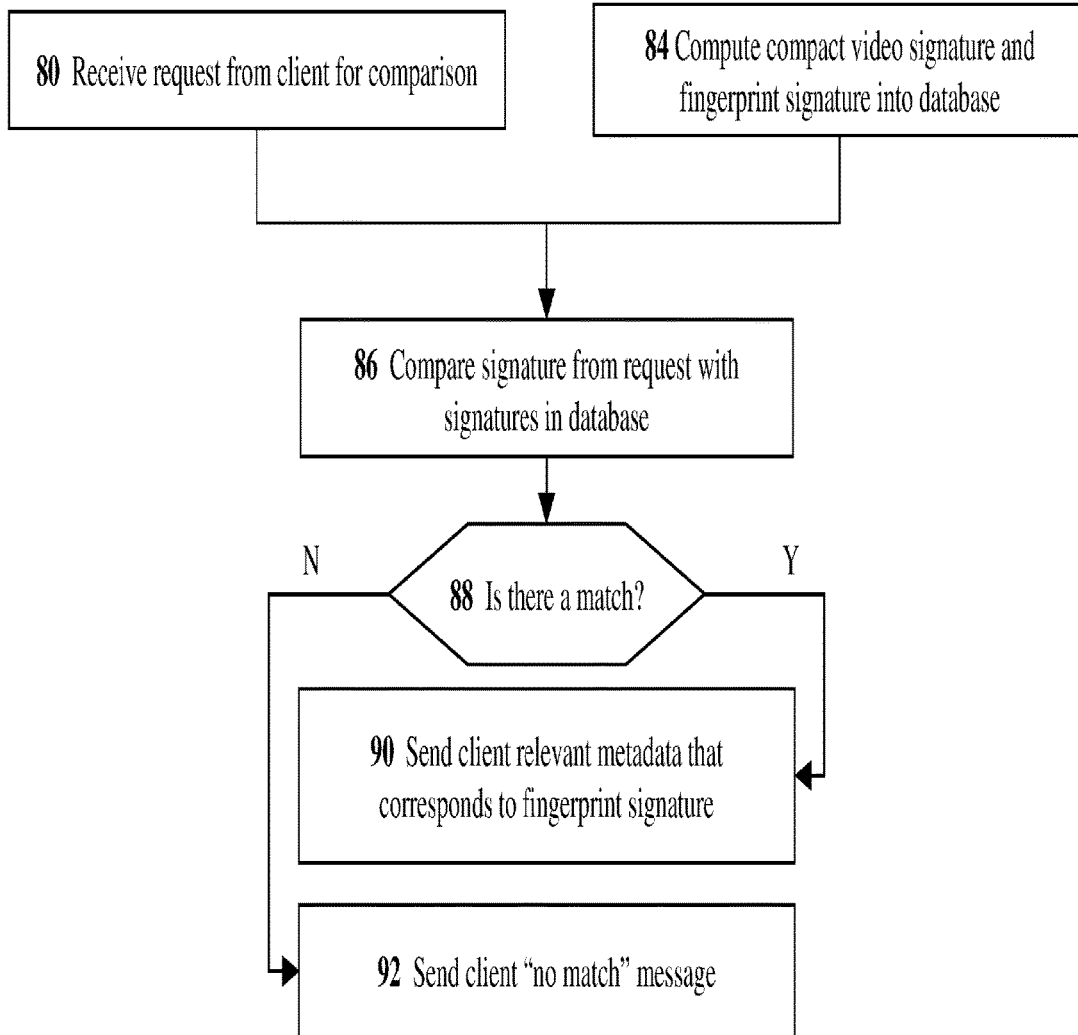 80 Receive request from client for comparison
84 Compute compact video signature and
fingerprint signature into database
86 Compare signature from request with
signatures in database
N
Y
88 Is there a match?
90 Send client relevant metadata that
corresponds to fingerprint signature
92 Send client “no match” message